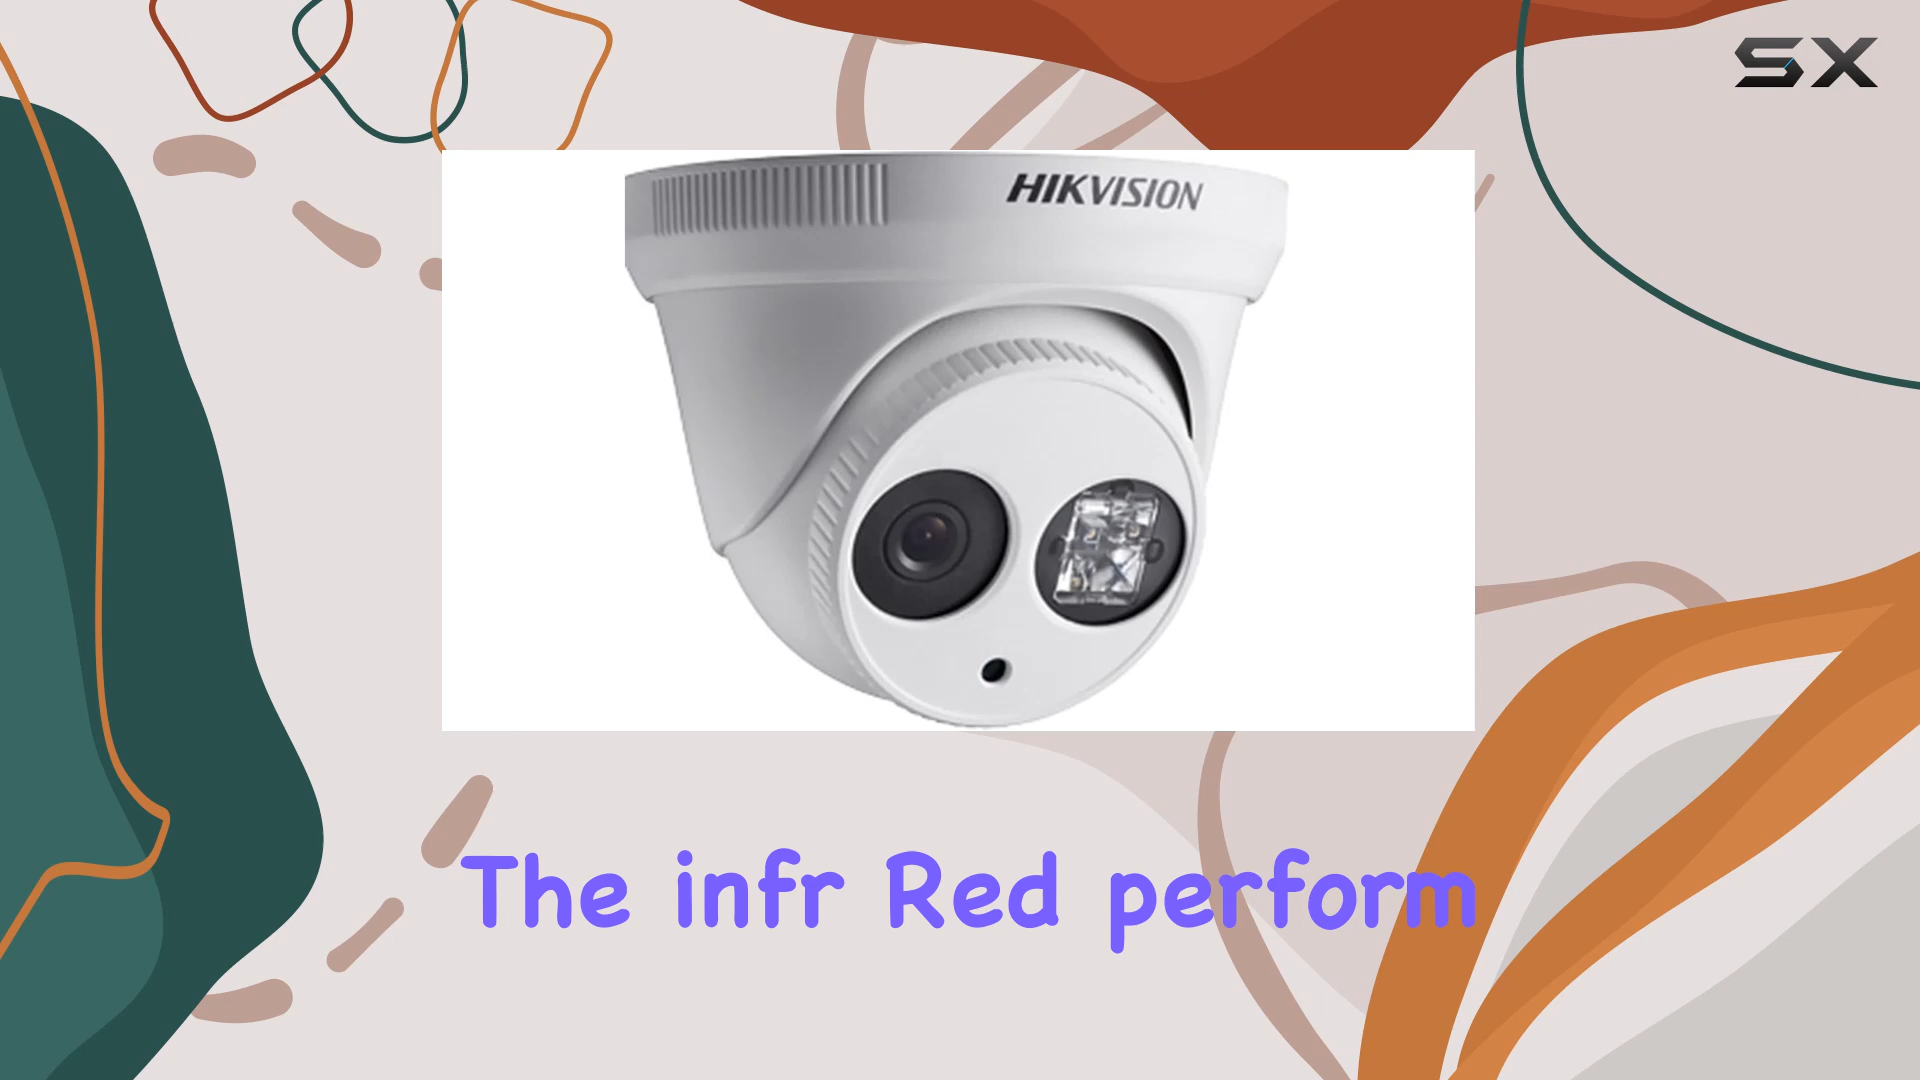 SX
HIKVISION
The infr Red perform